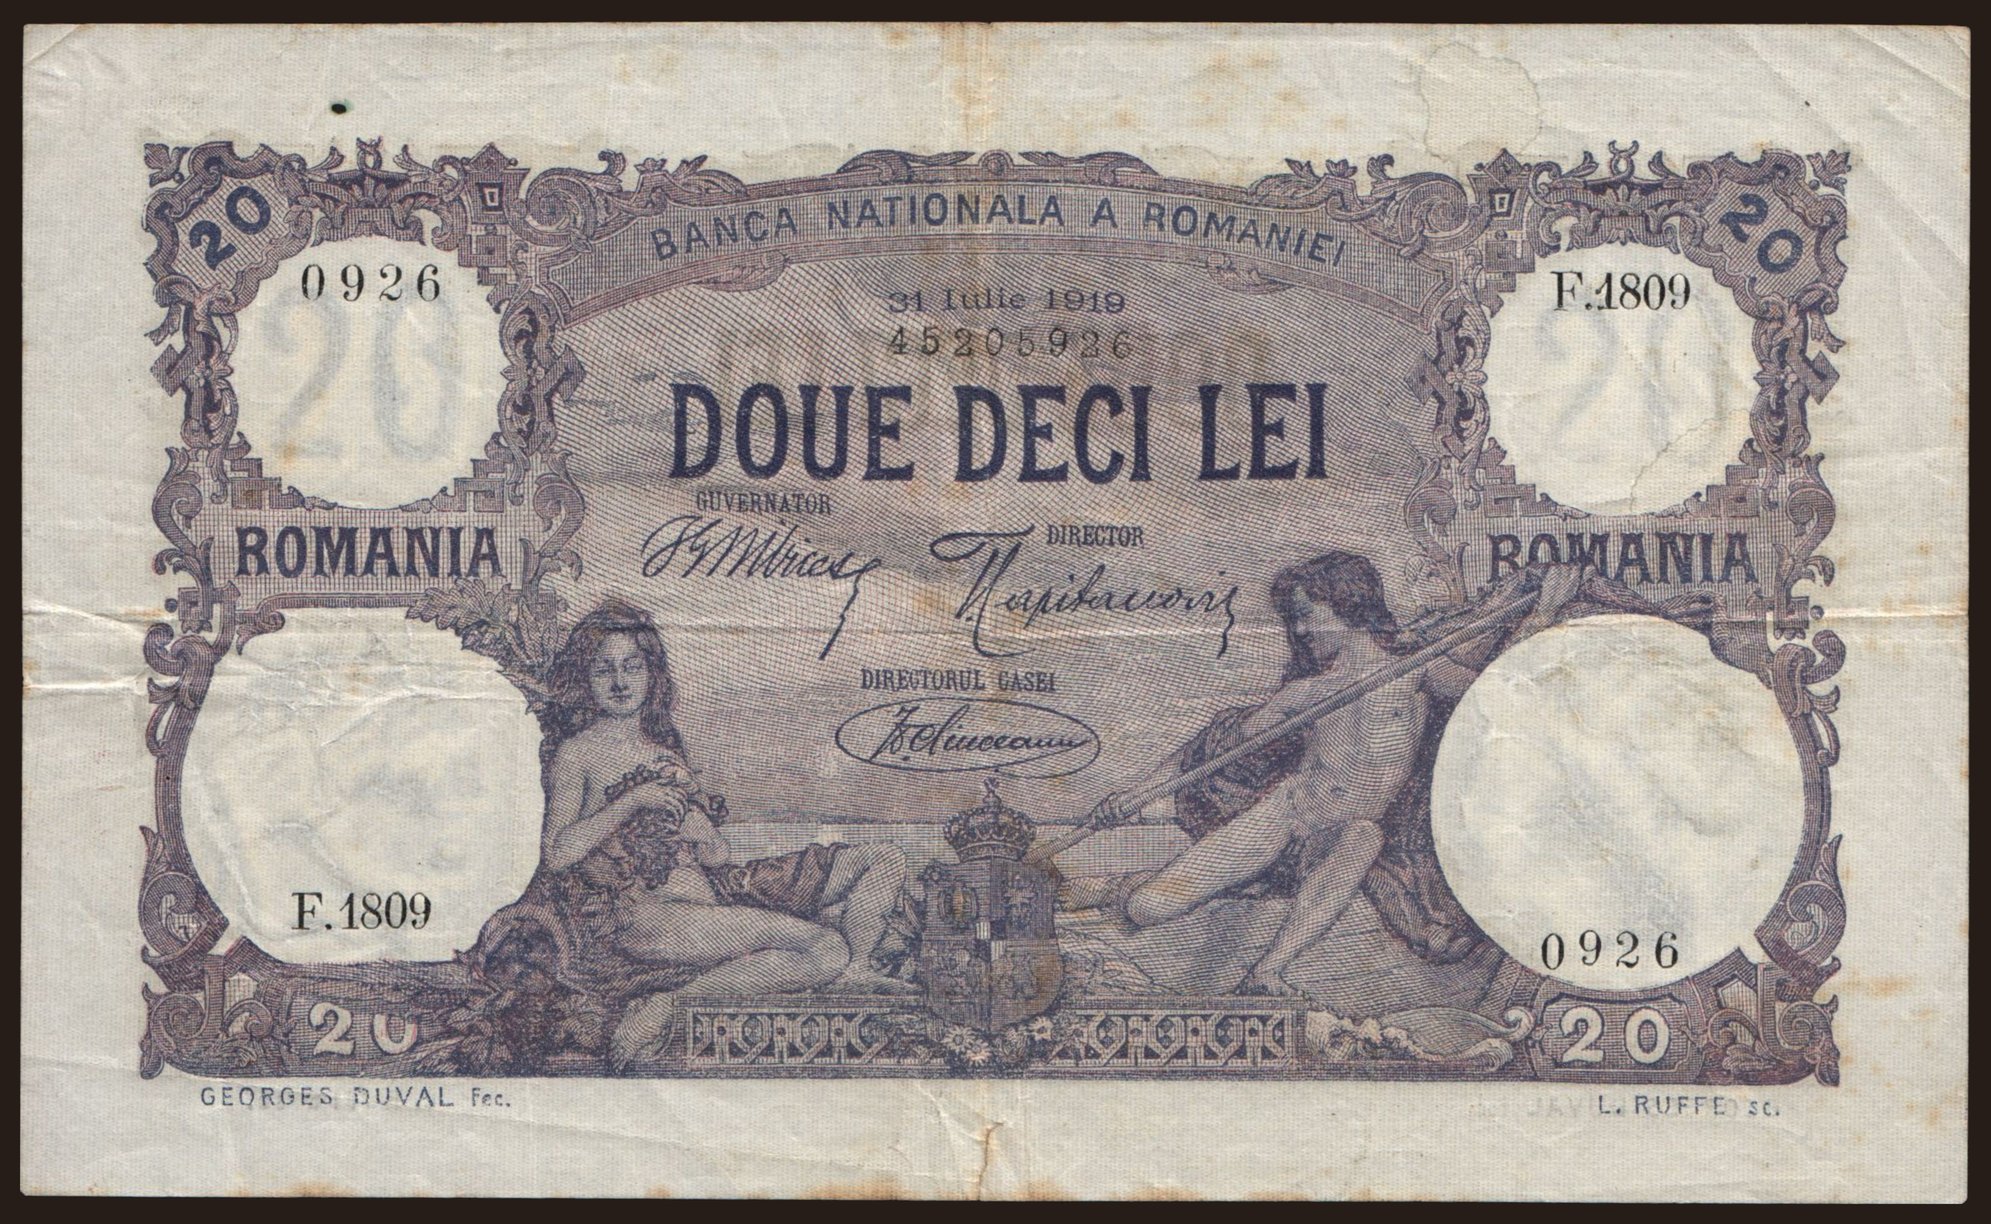 20
20
BANCA NATIONALA A ROMANIEI
0926
F.1809
31 Iulie 1919
45205926
DOUE DECI LEI
GUVERNATOR
DIRECTOR
ROMANIA
ROMANIA
DIRECTORUL CASEI
F.1809
0926
20
20
GEORGES DUVAL Fec.
L. RUFFE sc.